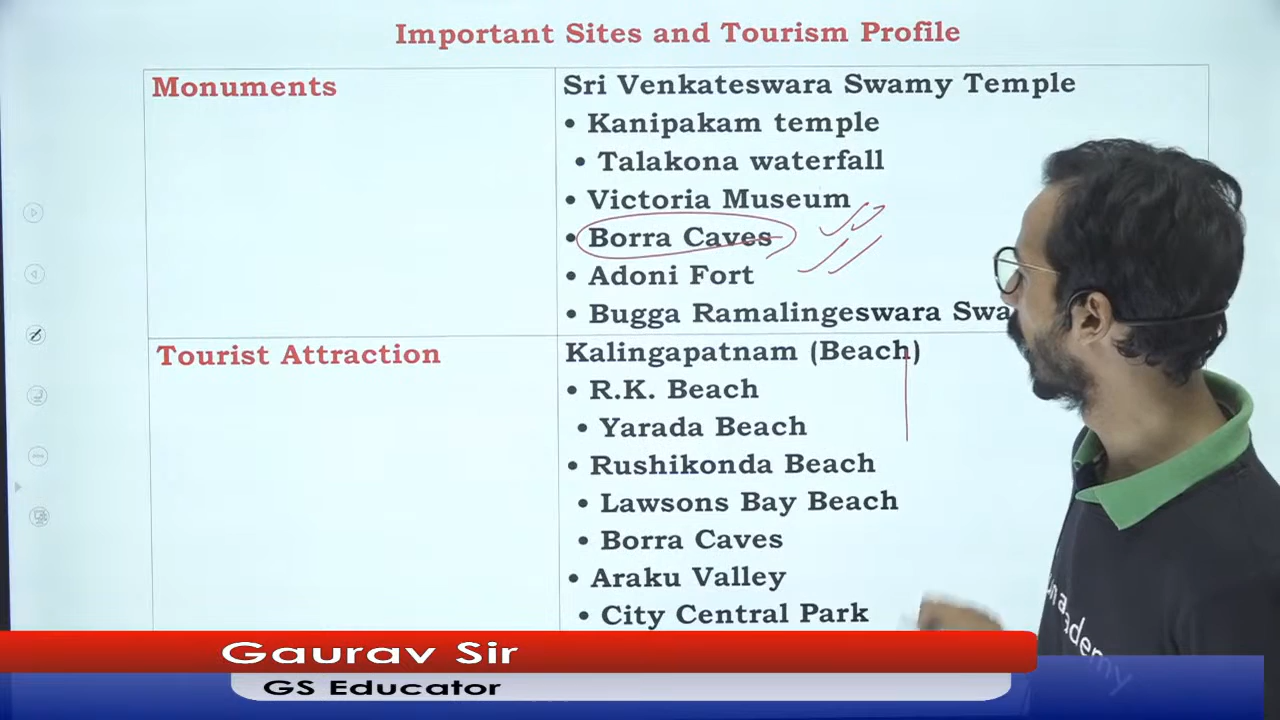 Important Sites and Tourism Profile
Monuments
Sri Venkateswara Swamy Temple
• Kanipakam temple
• Talakona waterfall
• Victoria Museum
• Borra Caves
• Adoni Fort
• Bugga Ramalingeswara Swa
Tourist Attraction
Kalingapatnam (Beach)
• R.K. Beach
• Yarada Beach
• Rushikonda Beach
• Lawsons Bay Beach
• Borra Caves
• Araku Valley
• City Central Park
Gaurav Sir
GS Educator